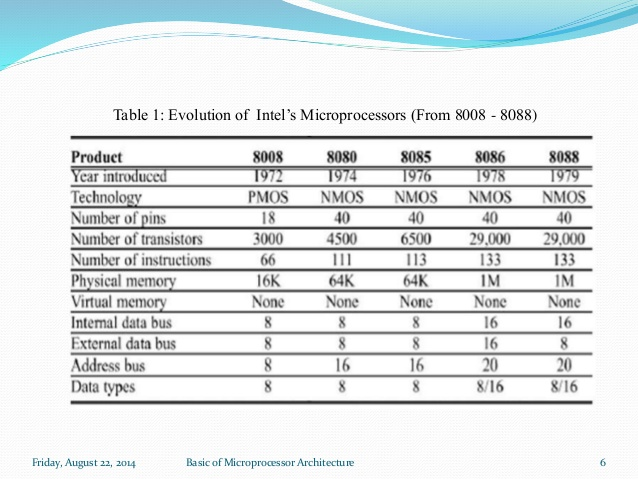 Table 1: Evolution of Intel's Microprocessors (From 8008 - 8088)
Product 8008 8080 8085 8086 8088
Year introduced 1972 1974 1976 1978 1979
Technology PMOS NMOS NMOS NMOS NMOS
Number of pins 18 40 40 40 40
Number of transistors 3000 4500 6500 29,000 29,000
Number of instructions 66 111 113 133 133
Physical memory 16K 64K 64K 1M 1M
Virtual memory None None None None None
Internal data bus 8 8 8 16 16
External data bus 8 8 8 16 8
Address bus 8 16 16 20 20
Data types 8 8 8 8/16 8/16
Friday, August 22, 2014 Basic of Microprocessor Architecture 6